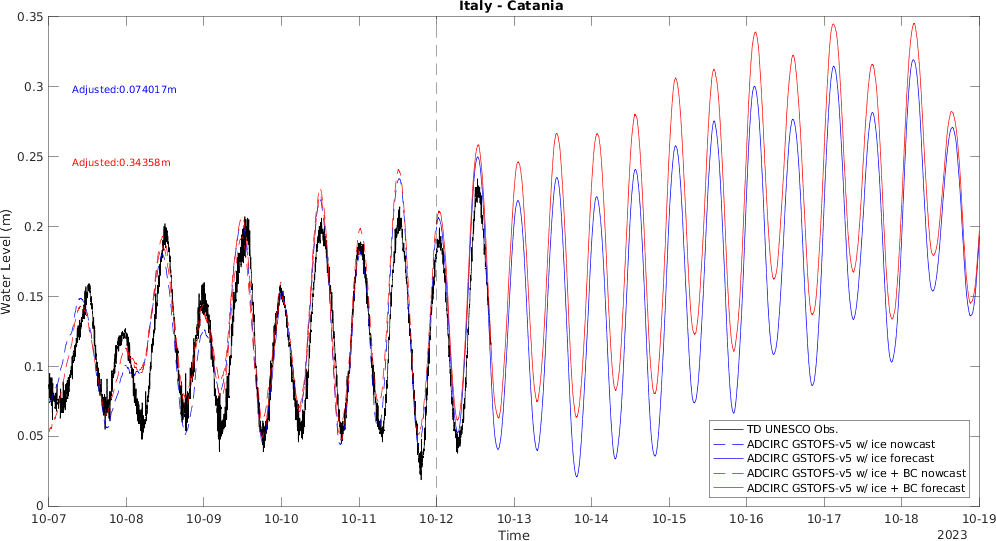 Italy - Catania
0.35
0.3
0.25
0.2
0.15
0.1
0.05
0
Water Level (m)
Adjusted:0.074017m
Adjusted:0.34358m
TD UNESCO Obs.
ADCIRC GSTOFS-v5 w/ ice nowcast
ADCIRC GSTOFS-v5 w/ ice forecast
ADCIRC GSTOFS-v5 w/ ice + BC nowcast
ADCIRC GSTOFS-v5 w/ ice + BC forecast
10-07 10-08 10-09 10-10 10-11 10-12 10-13 10-14 10-15 10-16 10-17 10-18 10-19
Time
2023